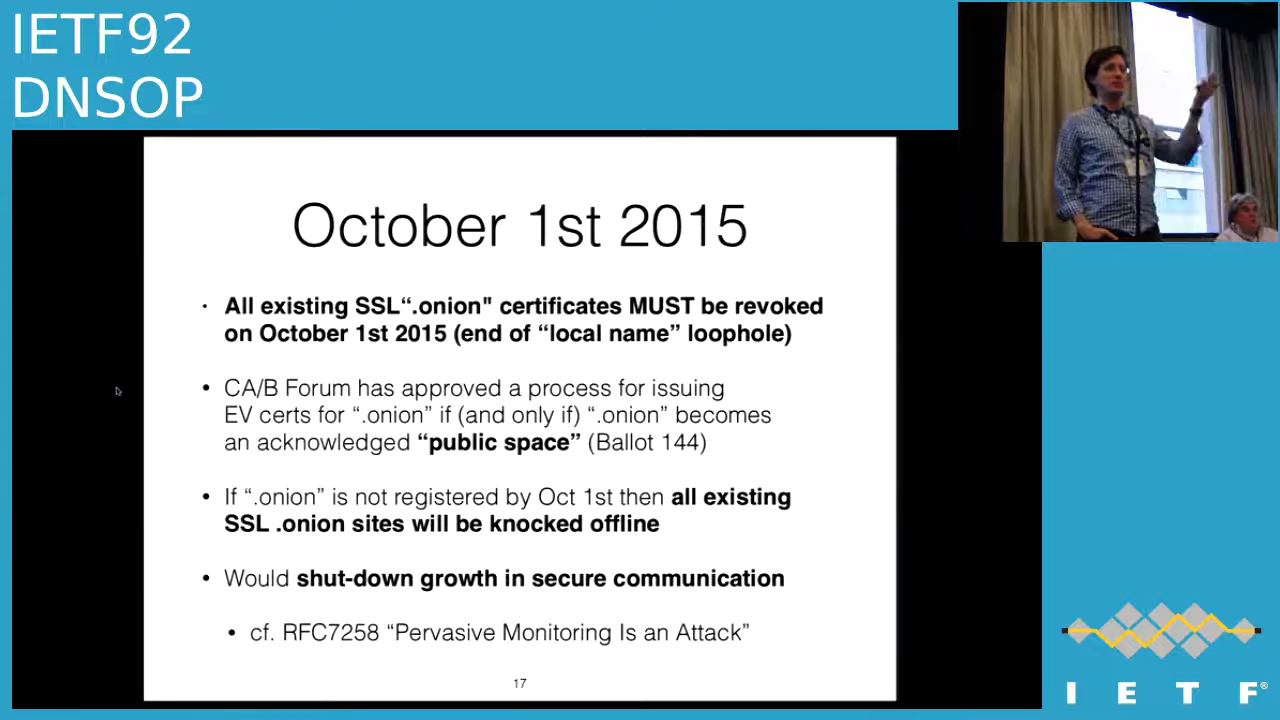 IETF92
DNSOP
October 1st 2015
· All existing SSL“.onion" certificates MUST be revoked
on October 1st 2015 (end of “local name” loophole)
• CA/B Forum has approved a process for issuing
EV certs for “.onion” if (and only if) “.onion” becomes
an acknowledged “public space” (Ballot 144)
• If “.onion” is not registered by Oct 1st then all existing
SSL .onion sites will be knocked offline
• Would shut-down growth in secure communication
• cf. RFC7258 “Pervasive Monitoring Is an Attack”
17
I E T F®